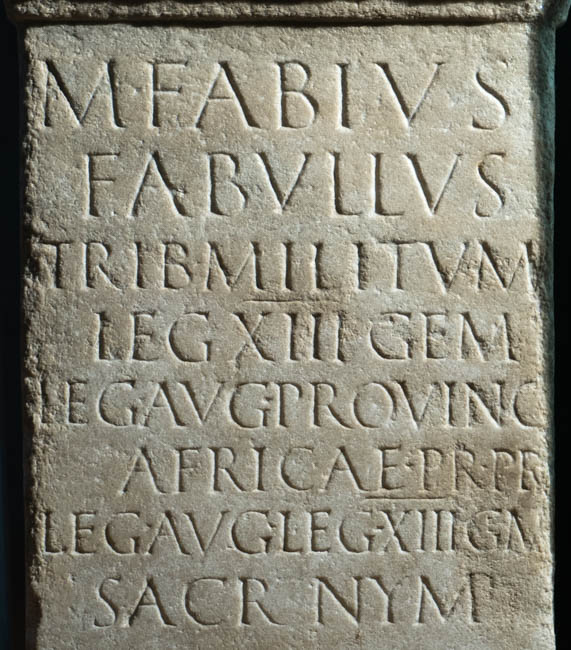 M·FABIVS
FABVLLVS
TRIB·MILITVM
LEG XIII·GEM
LEG·AVG·PROVINC
AFRICAE·PR·PR
LEG·AVG·LEG·XIII·GM
SACR NYM